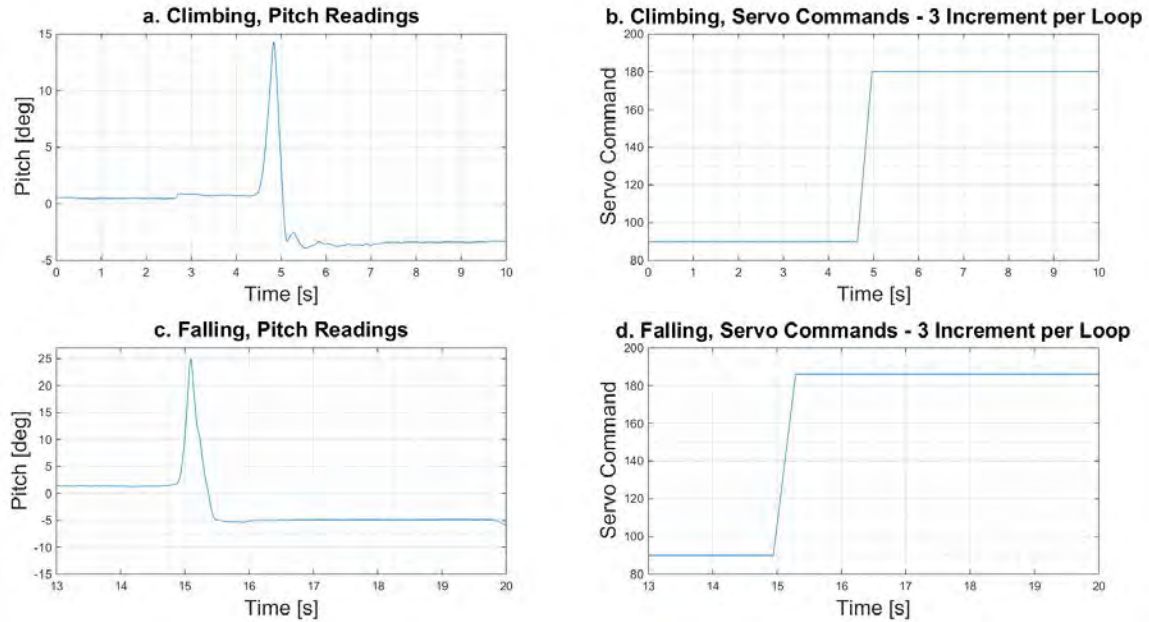 a. Climbing, Pitch Readings
15
10
5
0
-5
Pitch [deg]
0 1 2 3 4 5 6 7 8 9 10
Time [s]
b. Climbing, Servo Commands - 3 Increment per Loop
200
180
160
140
120
100
80
Servo Command
0 1 2 3 4 5 6 7 8 9 10
Time [s]
c. Falling, Pitch Readings
25
20
15
10
5
0
-5
-10
-15
Pitch [deg]
13 14 15 16 17 18 19 20
Time [s]
d. Falling, Servo Commands - 3 Increment per Loop
200
180
160
140
120
100
80
Servo Command
13 14 15 16 17 18 19 20
Time [s]